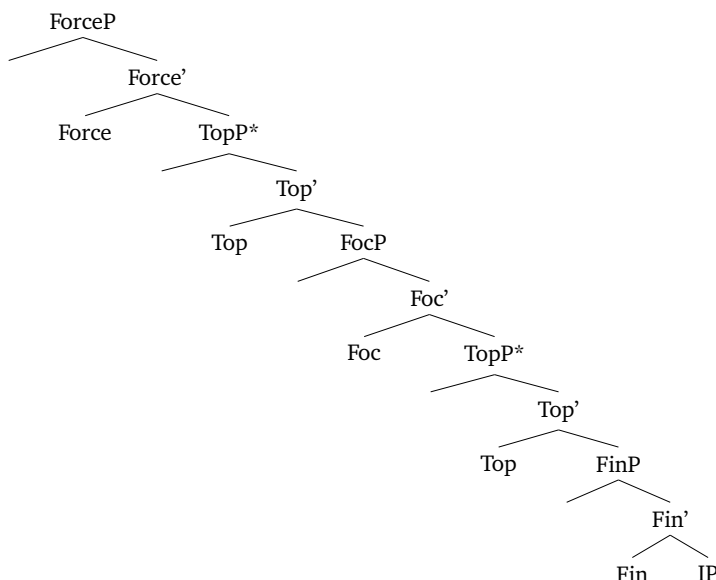 ForceP
Force’
Force TopP*
Top’
Top FocP
Foc’
Foc TopP*
Top’
Top FinP
Fin’
Fin IP